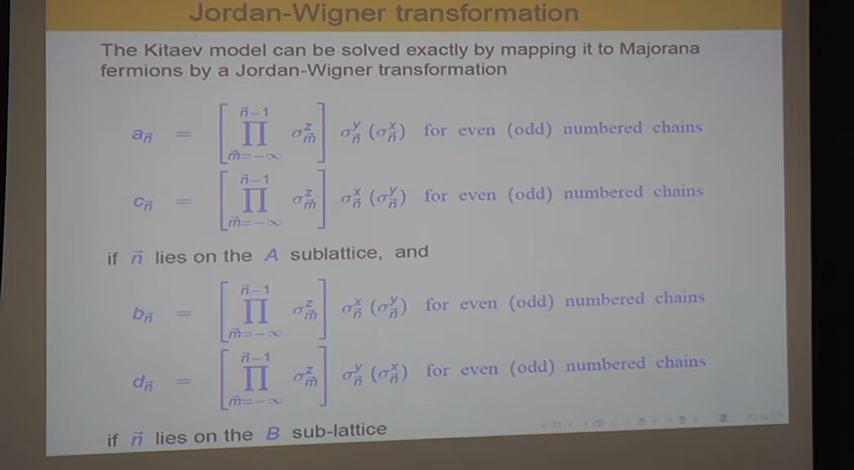 Jordan-Wigner transformation
The Kitaev model can be solved exactly by mapping it to Majorana
fermions by a Jordan-Wigner transformation
a_n⃗ = [ ∏_{m⃗=−∞}^{n⃗−1} σ^z_m⃗ ] σ^y_n⃗ (σ^x_n⃗) for even (odd) numbered chains
c_n⃗ = [ ∏_{m⃗=−∞}^{n⃗−1} σ^z_m⃗ ] σ^x_n⃗ (σ^y_n⃗) for even (odd) numbered chains
if n⃗ lies on the A sublattice, and
b_n⃗ = [ ∏_{m⃗=−∞}^{n⃗−1} σ^z_m⃗ ] σ^x_n⃗ (σ^y_n⃗) for even (odd) numbered chains
d_n⃗ = [ ∏_{m⃗=−∞}^{n⃗−1} σ^z_m⃗ ] σ^y_n⃗ (σ^x_n⃗) for even (odd) numbered chains
if n⃗ lies on the B sub-lattice